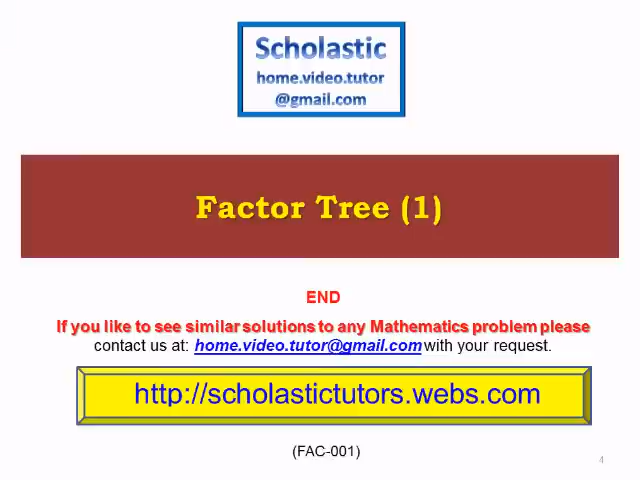 Scholastic
home.video.tutor
@gmail.com
Factor Tree (1)
END
If you like to see similar solutions to any Mathematics problem please
contact us at: home.video.tutor@gmail.com with your request.
http://scholastictutors.webs.com
(FAC-001)
4